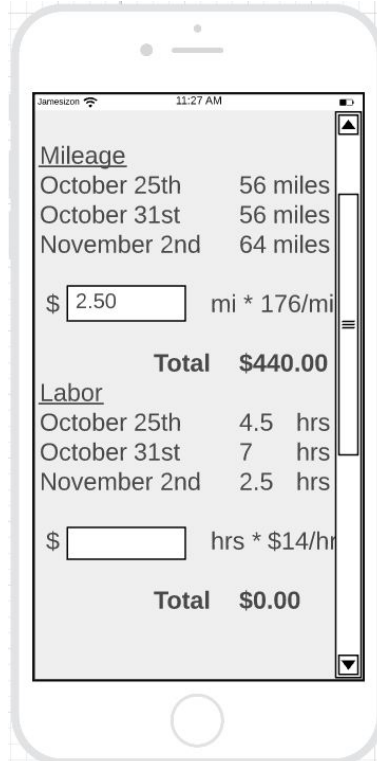 Jamesizon 11:27 AM
Mileage
October 25th 56 miles
October 31st 56 miles
November 2nd 64 miles
$ 2.50 mi * 176/mi
Total $440.00
Labor
October 25th 4.5 hrs
October 31st 7 hrs
November 2nd 2.5 hrs
$ hrs * $14/hr
Total $0.00